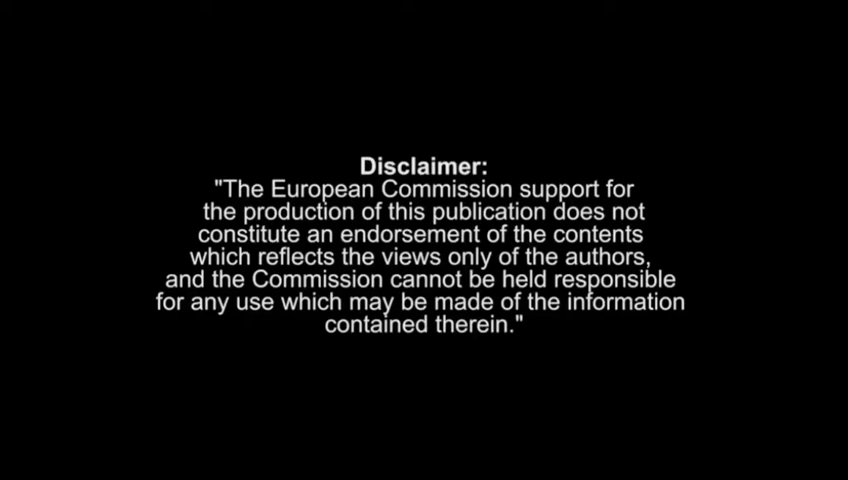 Disclaimer:
"The European Commission support for
the production of this publication does not
constitute an endorsement of the contents
which reflects the views only of the authors,
and the Commission cannot be held responsible
for any use which may be made of the information
contained therein."